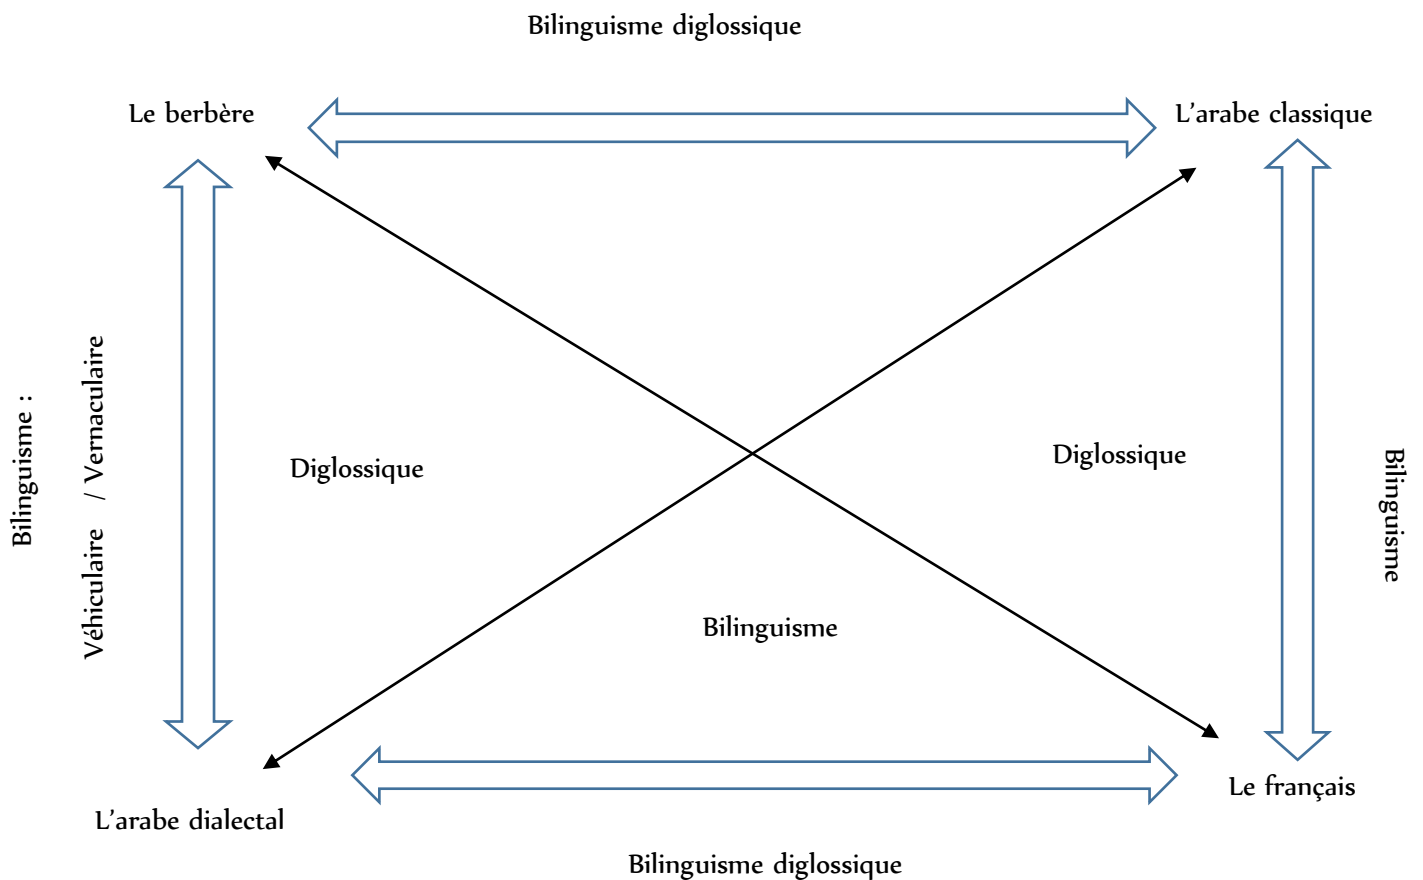 Bilinguisme diglossique
Le berbère
L'arabe classique
Bilinguisme :
Véhiculaire / Vernaculaire
Diglossique
Diglossique
Bilinguisme
Bilinguisme
Le français
L'arabe dialectal
Bilinguisme diglossique